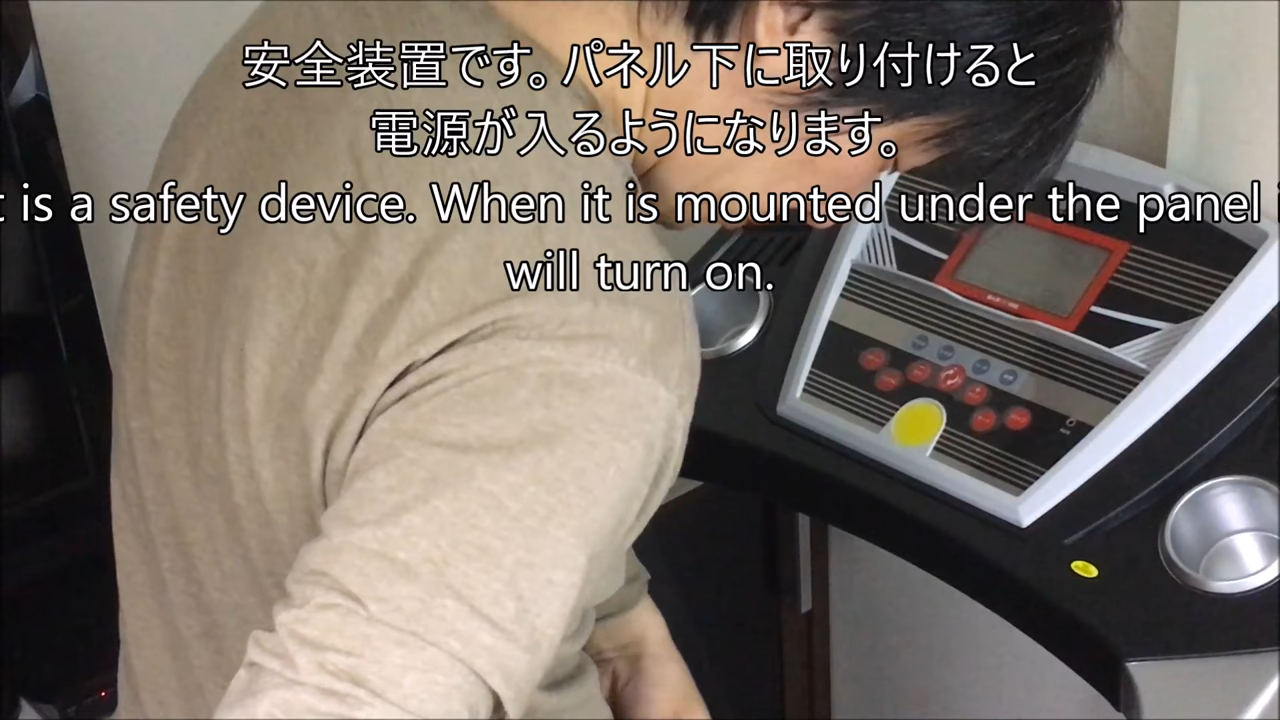 安全装置です。パネル下に取り付けると
電源が入るようになります。
t is a safety device. When it is mounted under the panel i
will turn on.